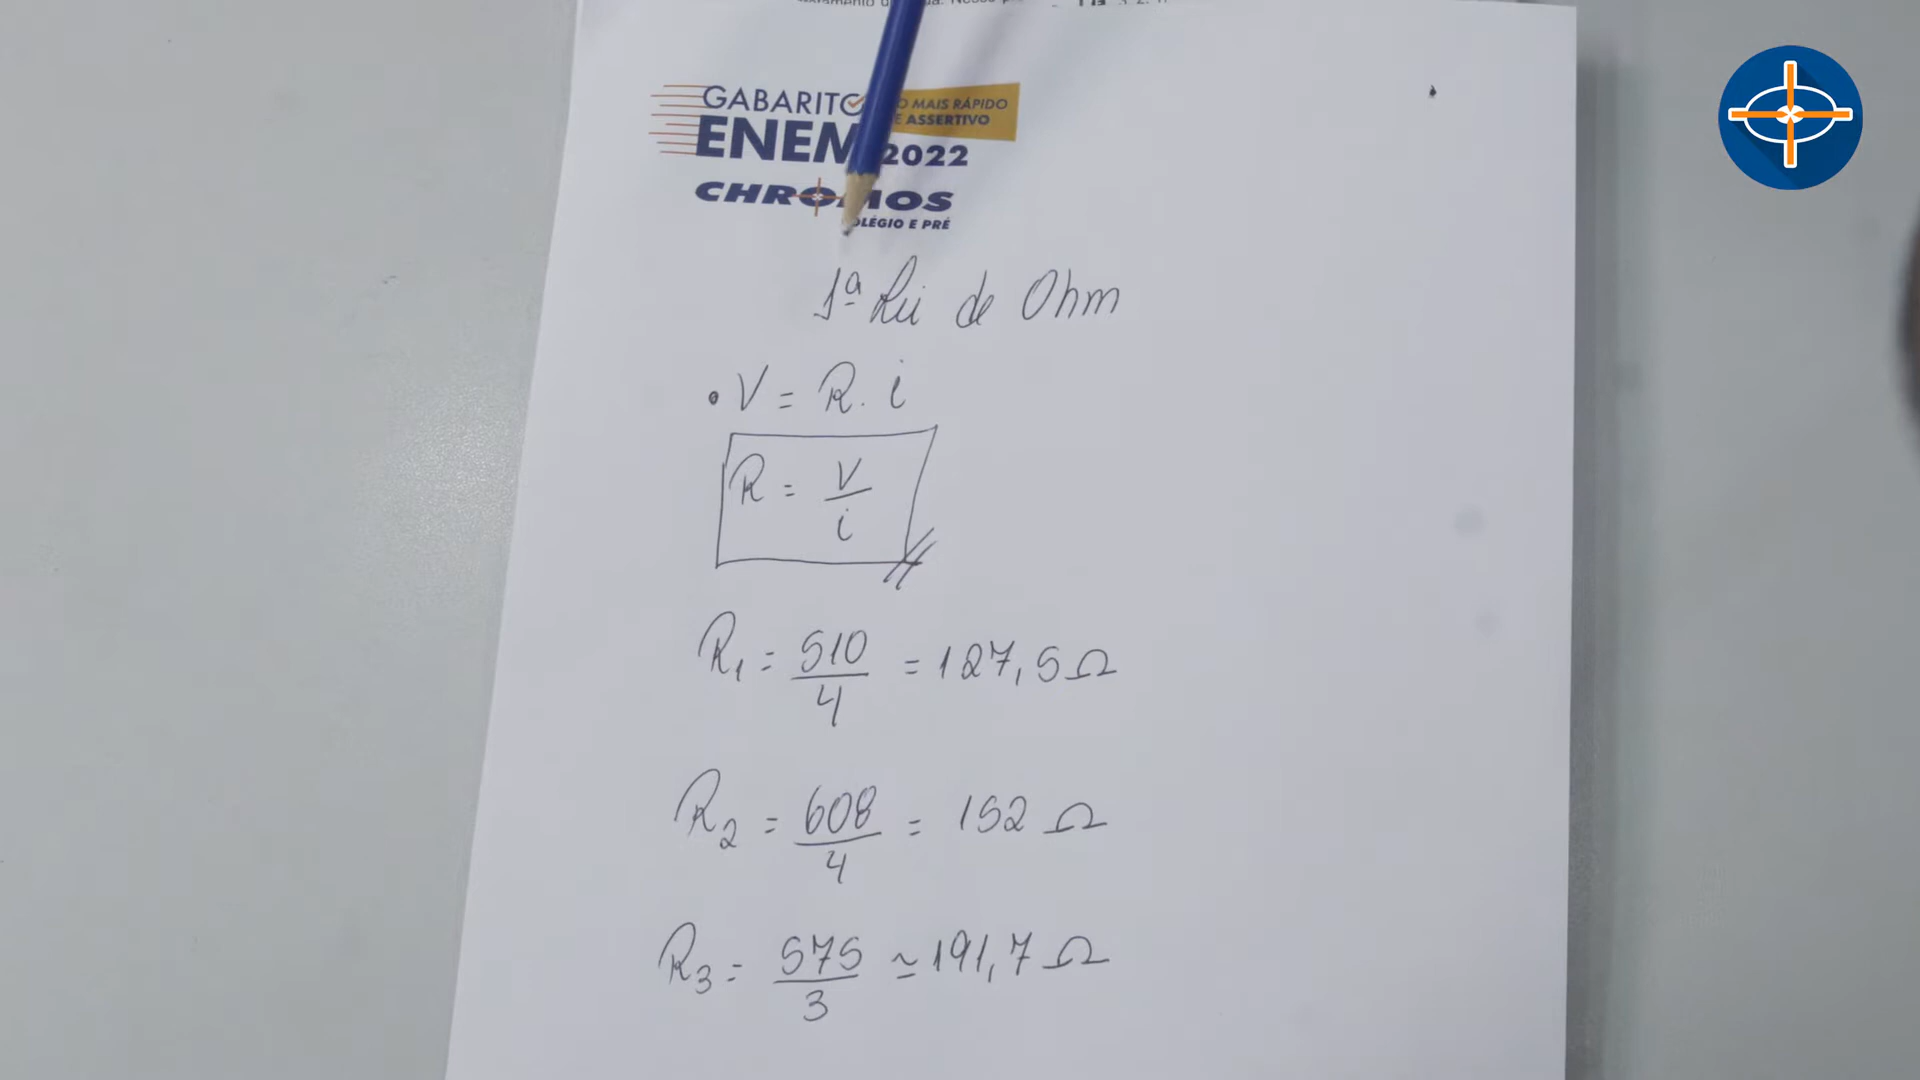 GABARITO O MAIS RÁPIDO
E ASSERTIVO
ENEM 2022
CHROMOS
COLÉGIO E PRÉ
1ª Lei de Ohm
• V = R. i
R = V/i
R1 = 510/4 = 127,5 Ω
R2 = 608/4 = 152 Ω
R3 = 575/3 ≃ 191,7 Ω